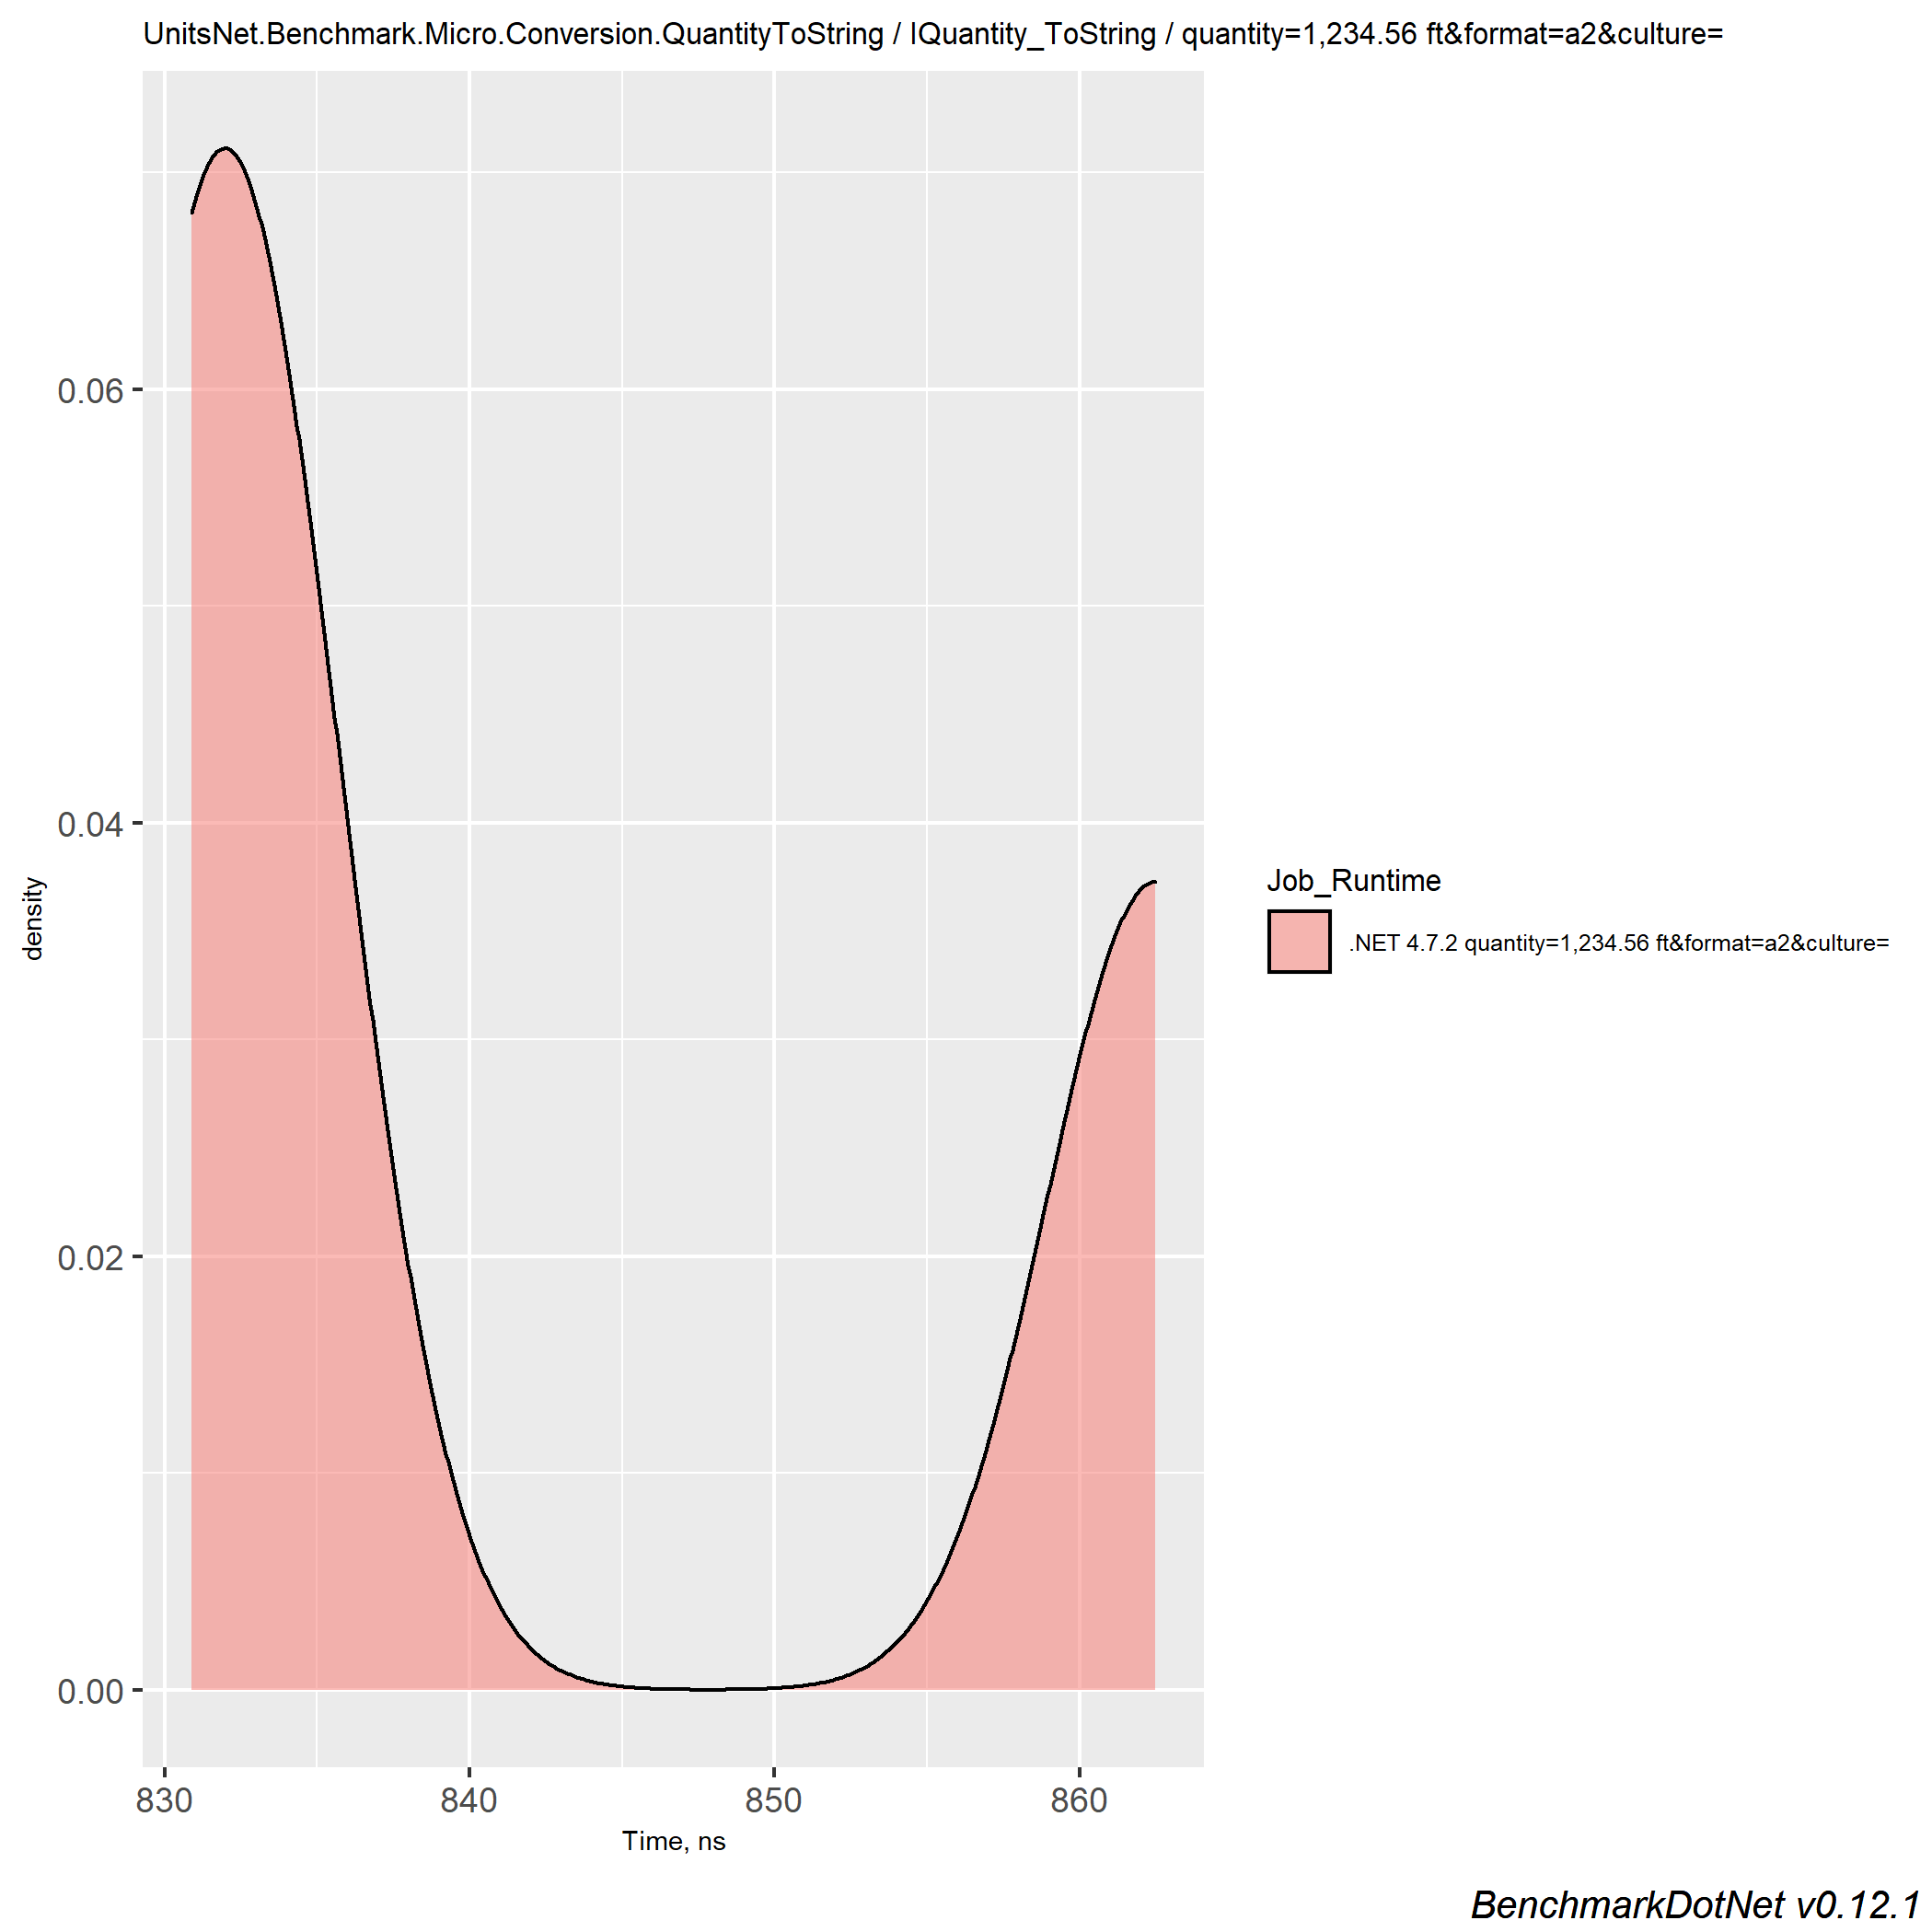 UnitsNet.Benchmark.Micro.Conversion.QuantityToString / IQuantity_ToString / quantity=1,234.56 ft&format=a2&culture=
0.06
0.04
0.02
0.00
density
830 840 850 860
Time, ns
Job_Runtime
.NET 4.7.2 quantity=1,234.56 ft&format=a2&culture=
BenchmarkDotNet v0.12.1